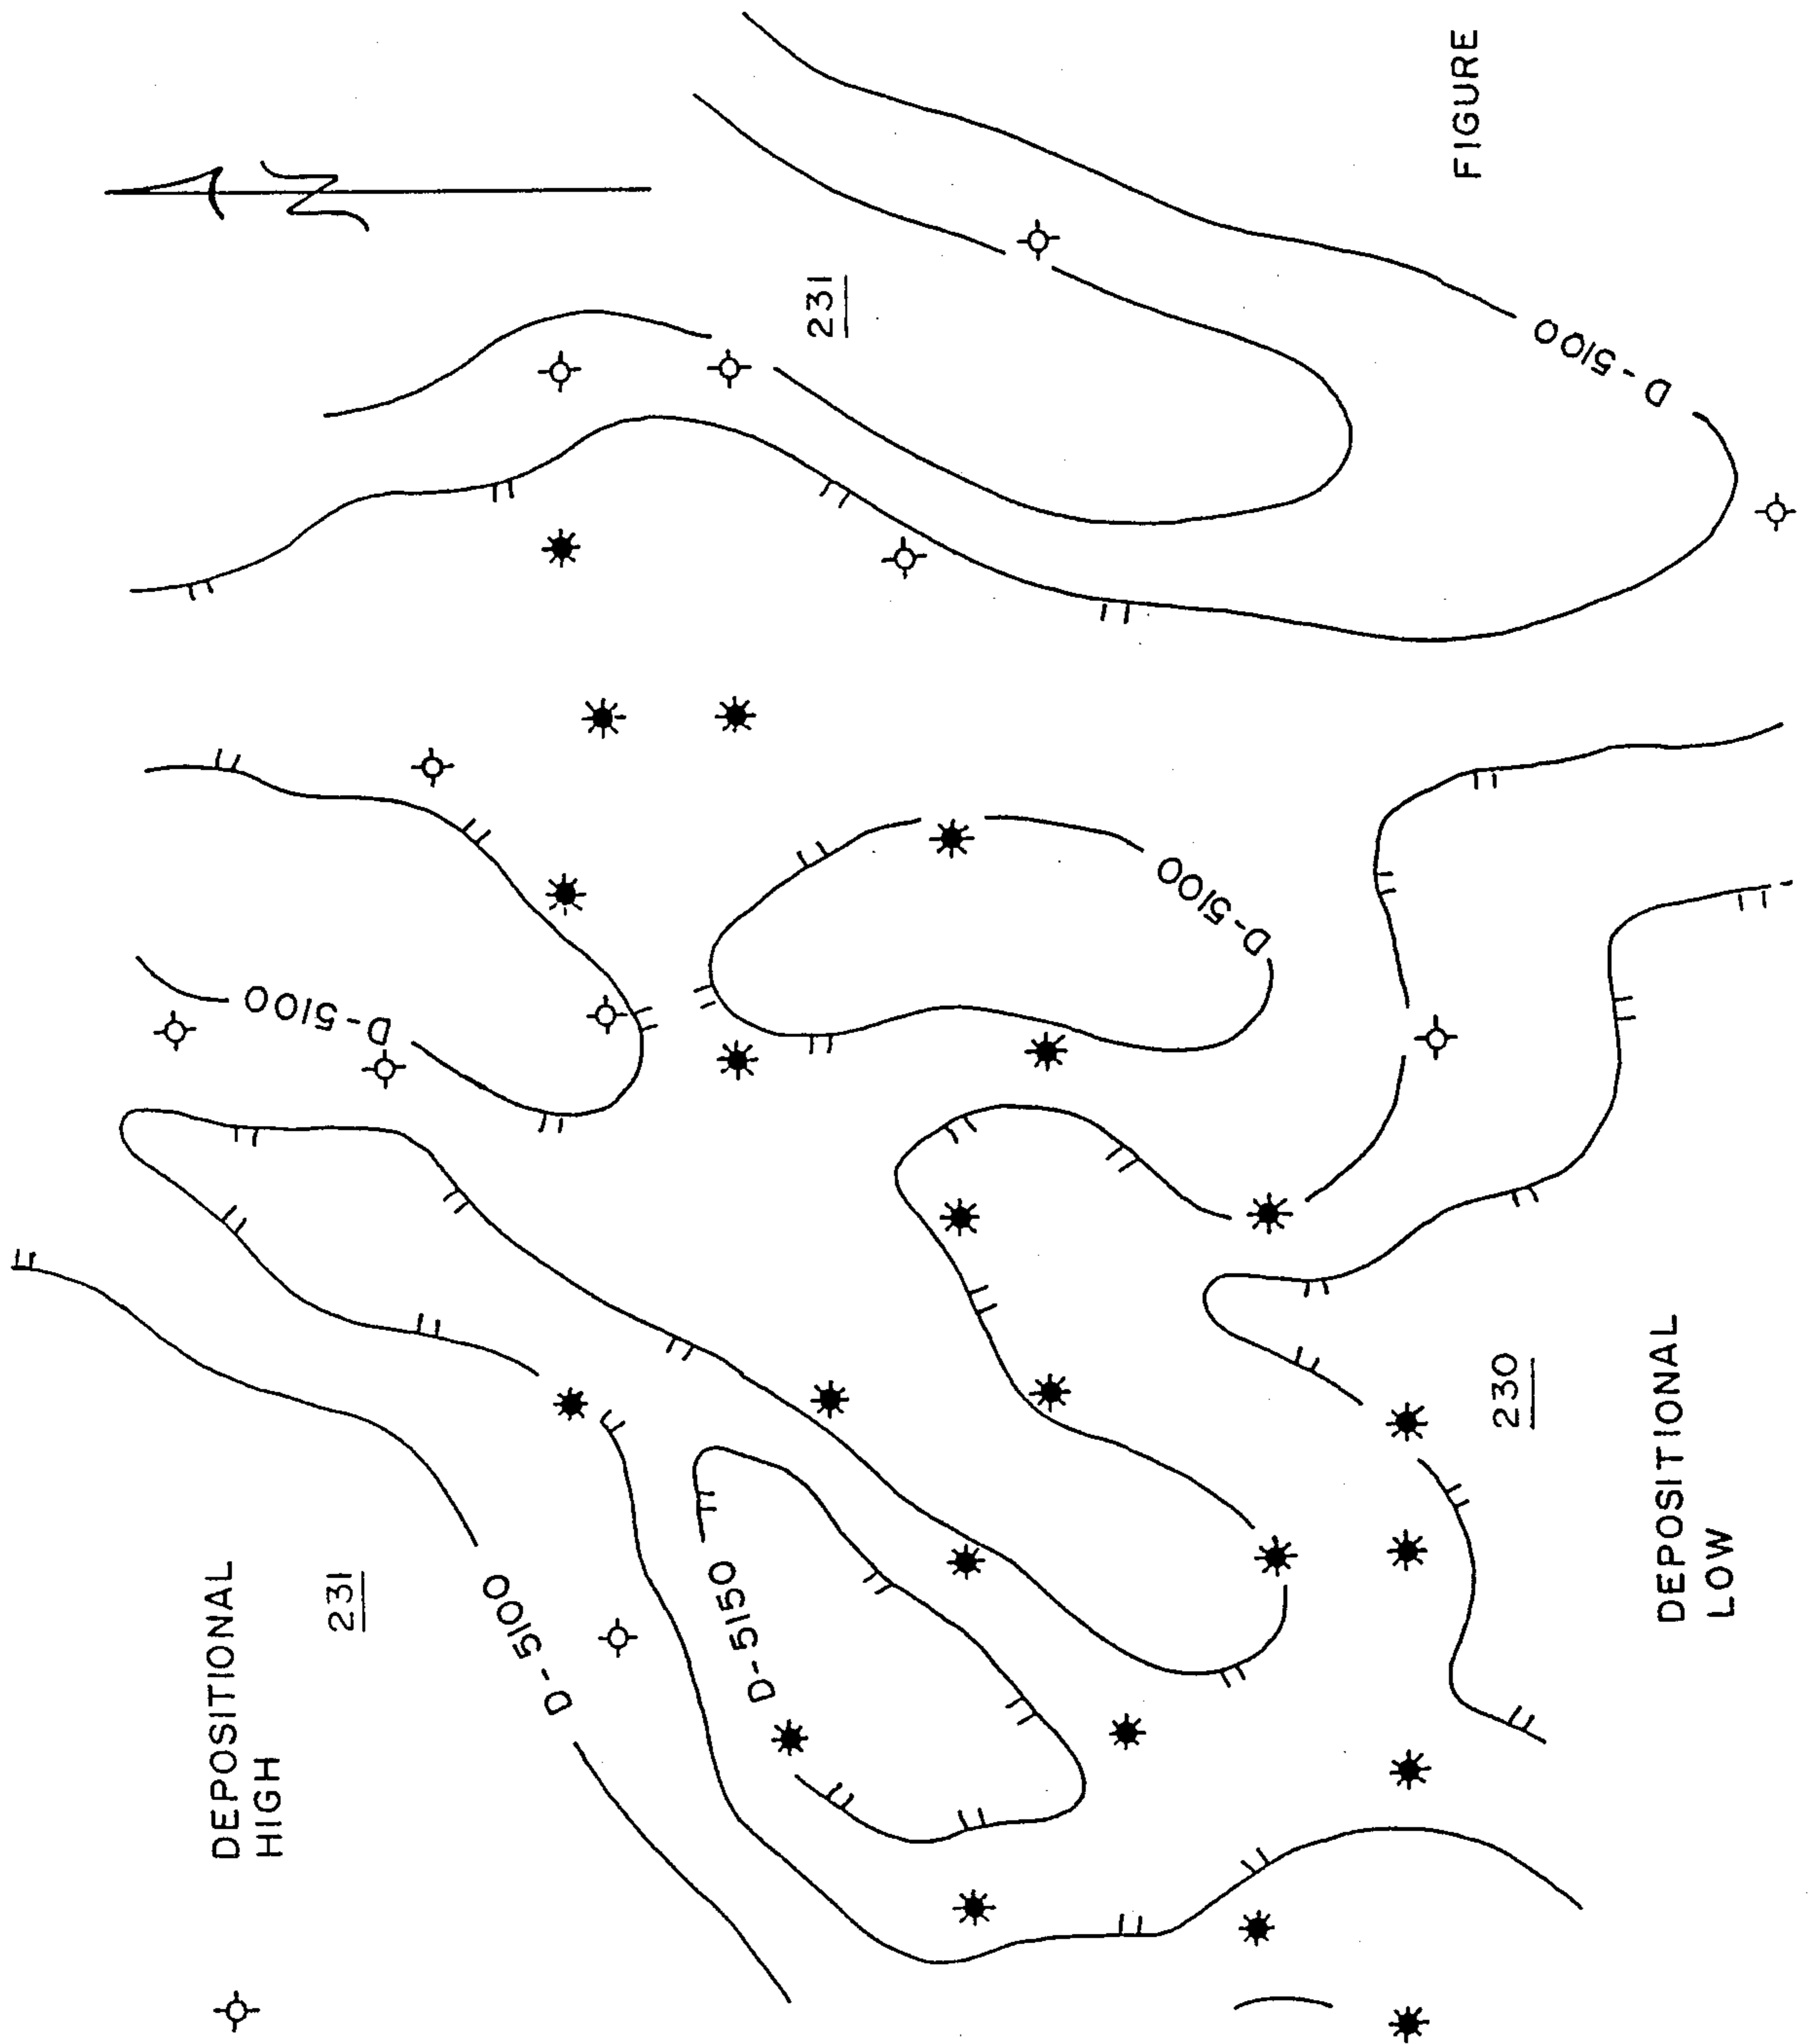 DEPOSITIONAL
HIGH
231
D-5100
D-5100
D-5150
231
D-5100
N
FIGURE
230
D-5100
DEPOSITIONAL
LOW